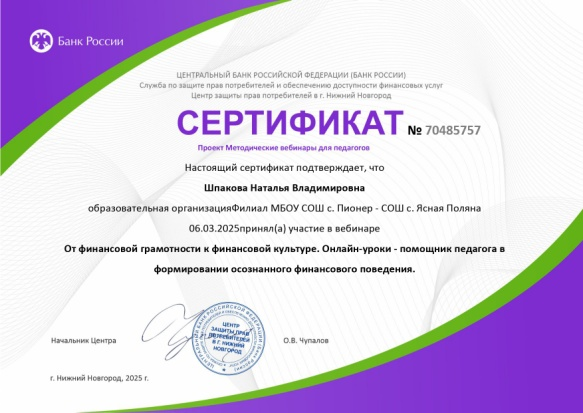 Банк России
ЦЕНТРАЛЬНЫЙ БАНК РОССИЙСКОЙ ФЕДЕРАЦИИ (БАНК РОССИИ)
Служба по защите прав потребителей и обеспечению доступности финансовых услуг
Центр защиты прав потребителей в г. Нижний Новгород
СЕРТИФИКАТ № 70485757
Проект Методические вебинары для педагогов
Настоящий сертификат подтверждает, что
Шпакова Наталья Владимировна
образовательная организацияФилиал МБОУ СОШ с. Пионер - СОШ с. Ясная Поляна
06.03.2025принял(а) участие в вебинаре
От финансовой грамотности к финансовой культуре. Онлайн-уроки - помощник педагога в
формировании осознанного финансового поведения.
Начальник Центра
ЦЕНТР
ЗАЩИТЫ ПРАВ
ПОТРЕБИТЕЛЕЙ
В Г. НИЖНИЙ
НОВГОРОД
О.В. Чупалов
г. Нижний Новгород, 2025 г.